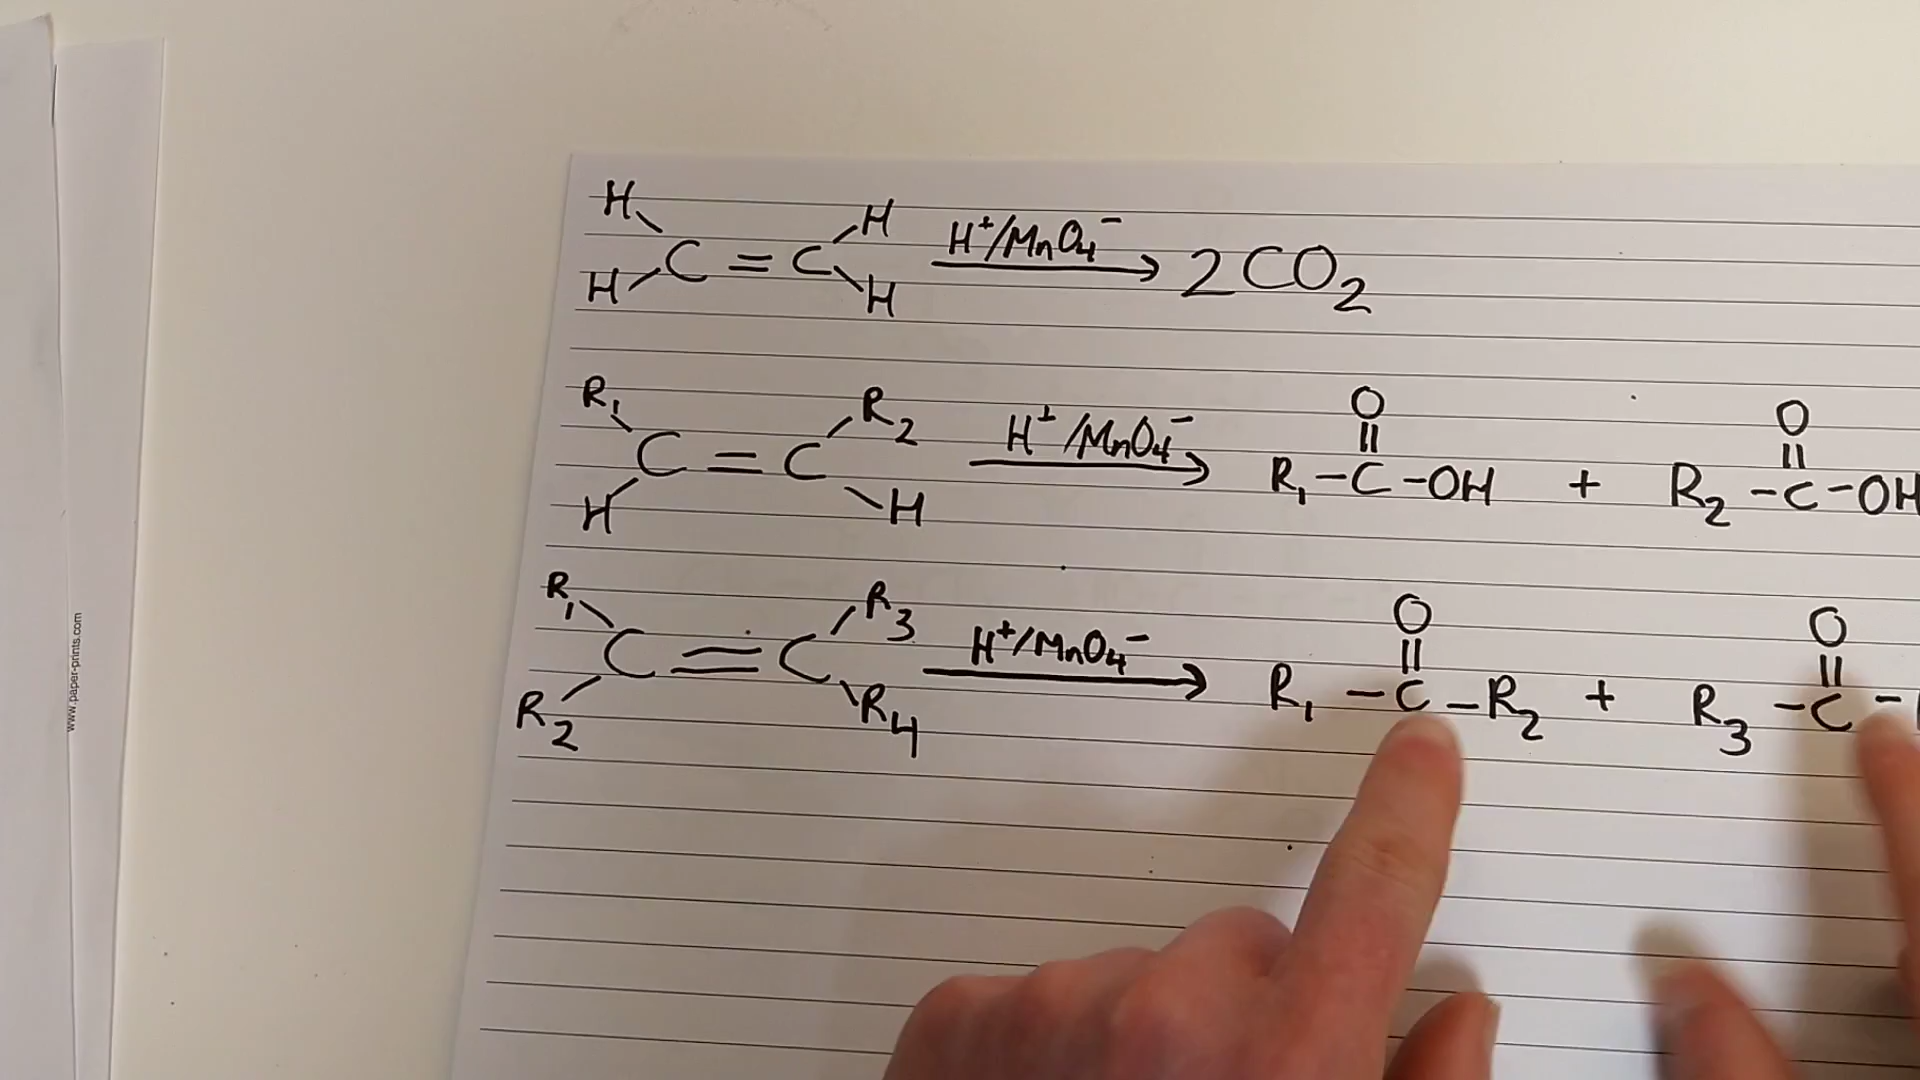 H H
C = C H⁺/MnO₄⁻ → 2CO₂
H H
R₁ R₂ O O
C = C H⁺/MnO₄⁻ → R₁-C-OH + R₂-C-OH
H H
R₁ R₃ O O
C = C H⁺/MnO₄⁻ → R₁-C-R₂ + R₃-C-
R₂ R₄
www.paper-prints.com